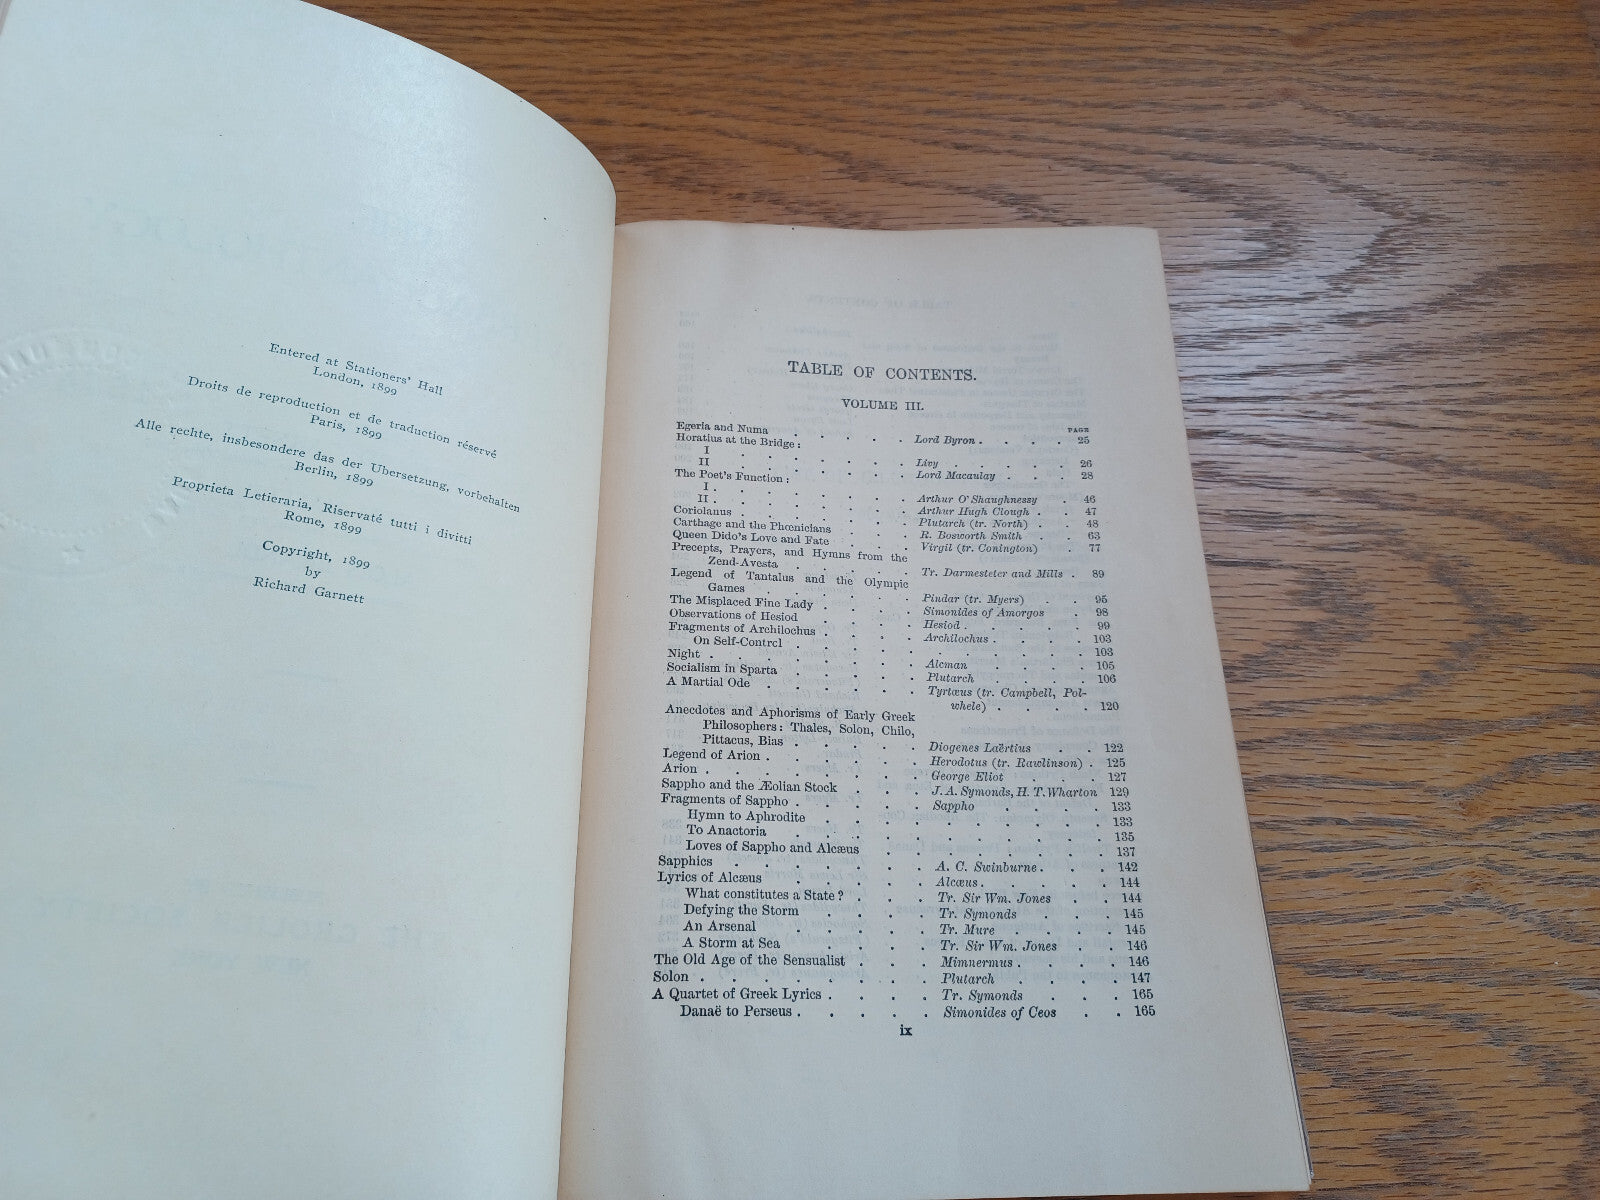 Entered at Stationers' Hall
London, 1899
Droits de reproduction et de traduction réservé
Paris, 1899
Alle rechte, insbesondere das der Ubersetzung, vorbehalten
Berlin, 1899
Proprieta Letieraria, Riservaté tutti i divitti
Rome, 1899
Copyright, 1899
by
Richard Garnett
TABLE OF CONTENTS.
VOLUME III.
PAGE
Egeria and Numa . . . . . Lord Byron . . . . 25
Horatius at the Bridge:
I . . . . . . . Livy . . . . . 26
II . . . . . . . Lord Macaulay . . . 28
The Poet's Function:
I . . . . . . . Arthur O'Shaughnessy . 46
II . . . . . . . Arthur Hugh Clough . . 47
Coriolanus . . . . . . . Plutarch (tr. North) . . 48
Carthage and the Phœnicians . . . R. Bosworth Smith . . 63
Queen Dido's Love and Fate . . . Virgil (tr. Conington) . 77
Precepts, Prayers, and Hymns from the
Zend-Avesta . . . . . Tr. Darmesteter and Mills . 89
Legend of Tantalus and the Olympic
Games . . . . . . Pindar (tr. Myers) . . 95
The Misplaced Fine Lady . . . . Simonides of Amorgos . 98
Observations of Hesiod . . . . Hesiod . . . . . 99
Fragments of Archilochus . . . . Archilochus . . . . 103
On Self-Control . . . . . . . . . . . 103
Night . . . . . . . . Alcman . . . . 105
Socialism in Sparta . . . . . Plutarch . . . . 106
A Martial Ode . . . . . . Tyrtæus (tr. Campbell, Pol-
whele) . . . . 120
Anecdotes and Aphorisms of Early Greek
Philosophers: Thales, Solon, Chilo,
Pittacus, Bias . . . . . Diogenes Laërtius . . 122
Legend of Arion . . . . . . Herodotus (tr. Rawlinson) . 125
Arion . . . . . . . . George Eliot . . . 127
Sappho and the Æolian Stock . . . J. A. Symonds, H. T. Wharton 129
Fragments of Sappho . . . . . Sappho . . . . 133
Hymn to Aphrodite . . . . . . . . . . 133
To Anactoria . . . . . . . . . . . 135
Loves of Sappho and Alcæus . . . . . . . . 137
Sapphics . . . . . . . A. C. Swinburne . . . 142
Lyrics of Alcæus . . . . . Alcæus . . . . . 144
What constitutes a State? . . . Tr. Sir Wm. Jones . . 144
Defying the Storm . . . . Tr. Symonds . . . 145
An Arsenal . . . . . Tr. Mure . . . . 145
A Storm at Sea . . . . . Tr. Sir Wm. Jones . . 146
The Old Age of the Sensualist . . . Mimnermus . . . . 146
Solon . . . . . . . . Plutarch . . . . 147
A Quartet of Greek Lyrics . . . . Tr. Symonds . . . 165
Danaë to Perseus . . . . . Simonides of Ceos . . 165
ix